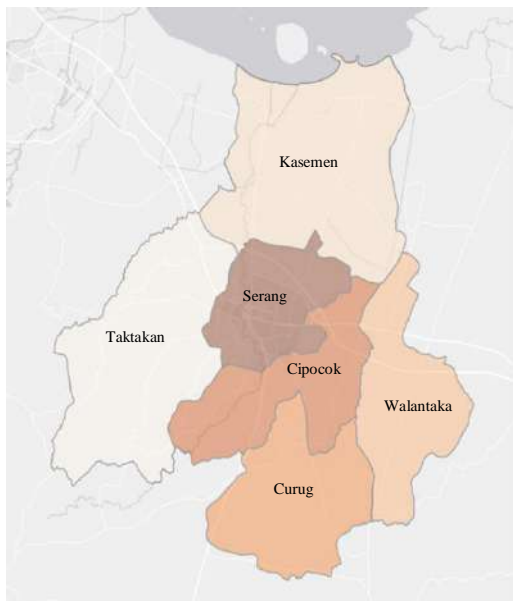 Kasemen
Serang
Taktakan
Cipocok
Walantaka
Curug